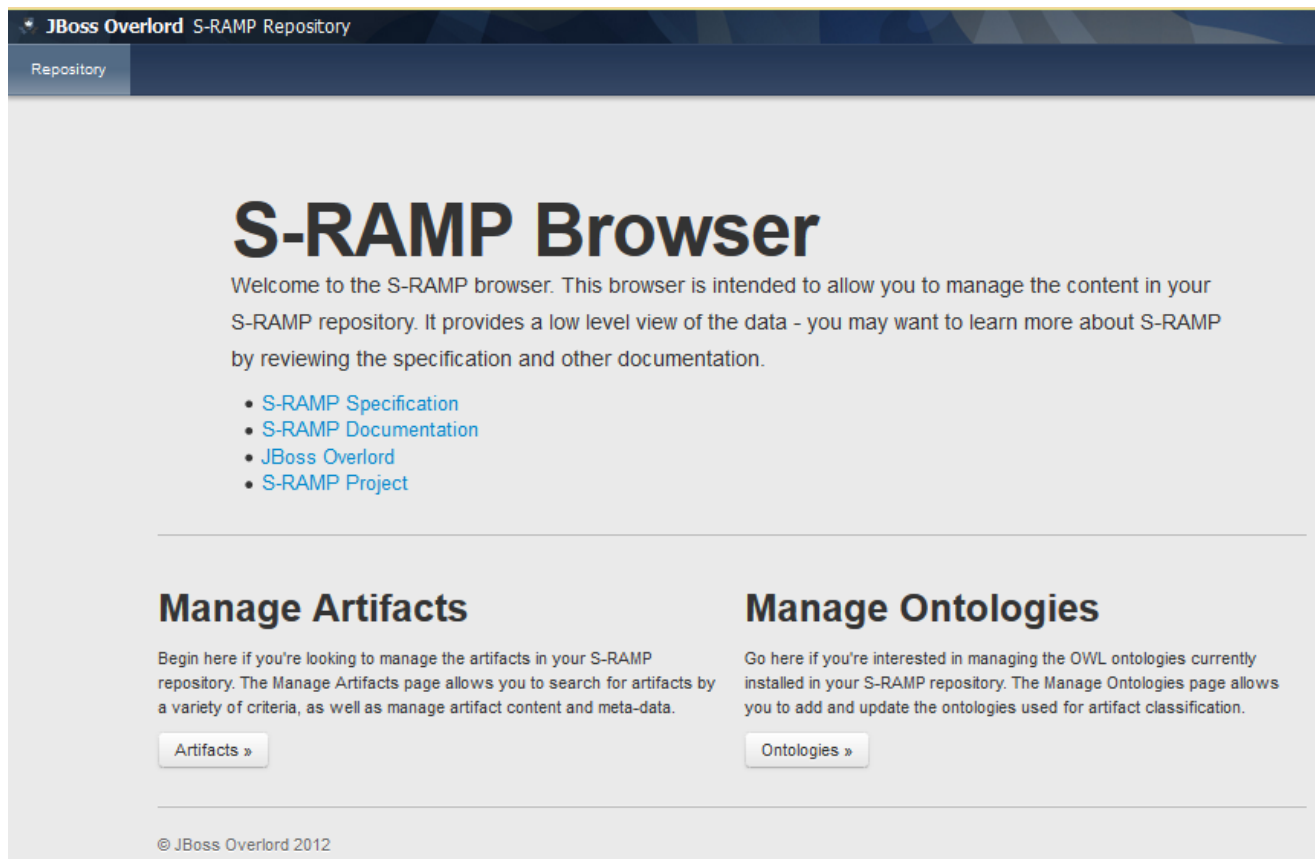 JBoss Overlord S-RAMP Repository
Repository
S-RAMP Browser
Welcome to the S-RAMP browser. This browser is intended to allow you to manage the content in your
S-RAMP repository. It provides a low level view of the data - you may want to learn more about S-RAMP
by reviewing the specification and other documentation.
• S-RAMP Specification
• S-RAMP Documentation
• JBoss Overlord
• S-RAMP Project
Manage Artifacts
Begin here if you're looking to manage the artifacts in your S-RAMP
repository. The Manage Artifacts page allows you to search for artifacts by
a variety of criteria, as well as manage artifact content and meta-data.
Artifacts »
Manage Ontologies
Go here if you're interested in managing the OWL ontologies currently
installed in your S-RAMP repository. The Manage Ontologies page allows
you to add and update the ontologies used for artifact classification.
Ontologies »
© JBoss Overlord 2012